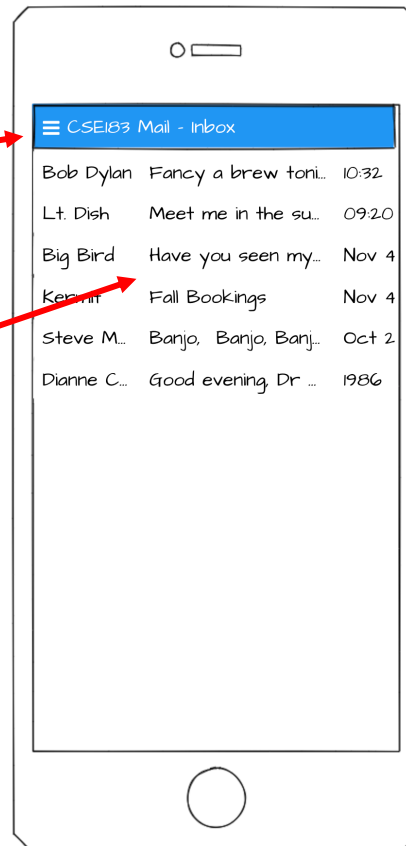 CSE183 Mail - Inbox
Bob Dylan Fancy a brew toni... 10:32
Lt. Dish Meet me in the su... 09:20
Big Bird Have you seen my... Nov 4
Kermit Fall Bookings Nov 4
Steve M... Banjo, Banjo, Banj... Oct 2
Dianne C... Good evening, Dr ... 1986